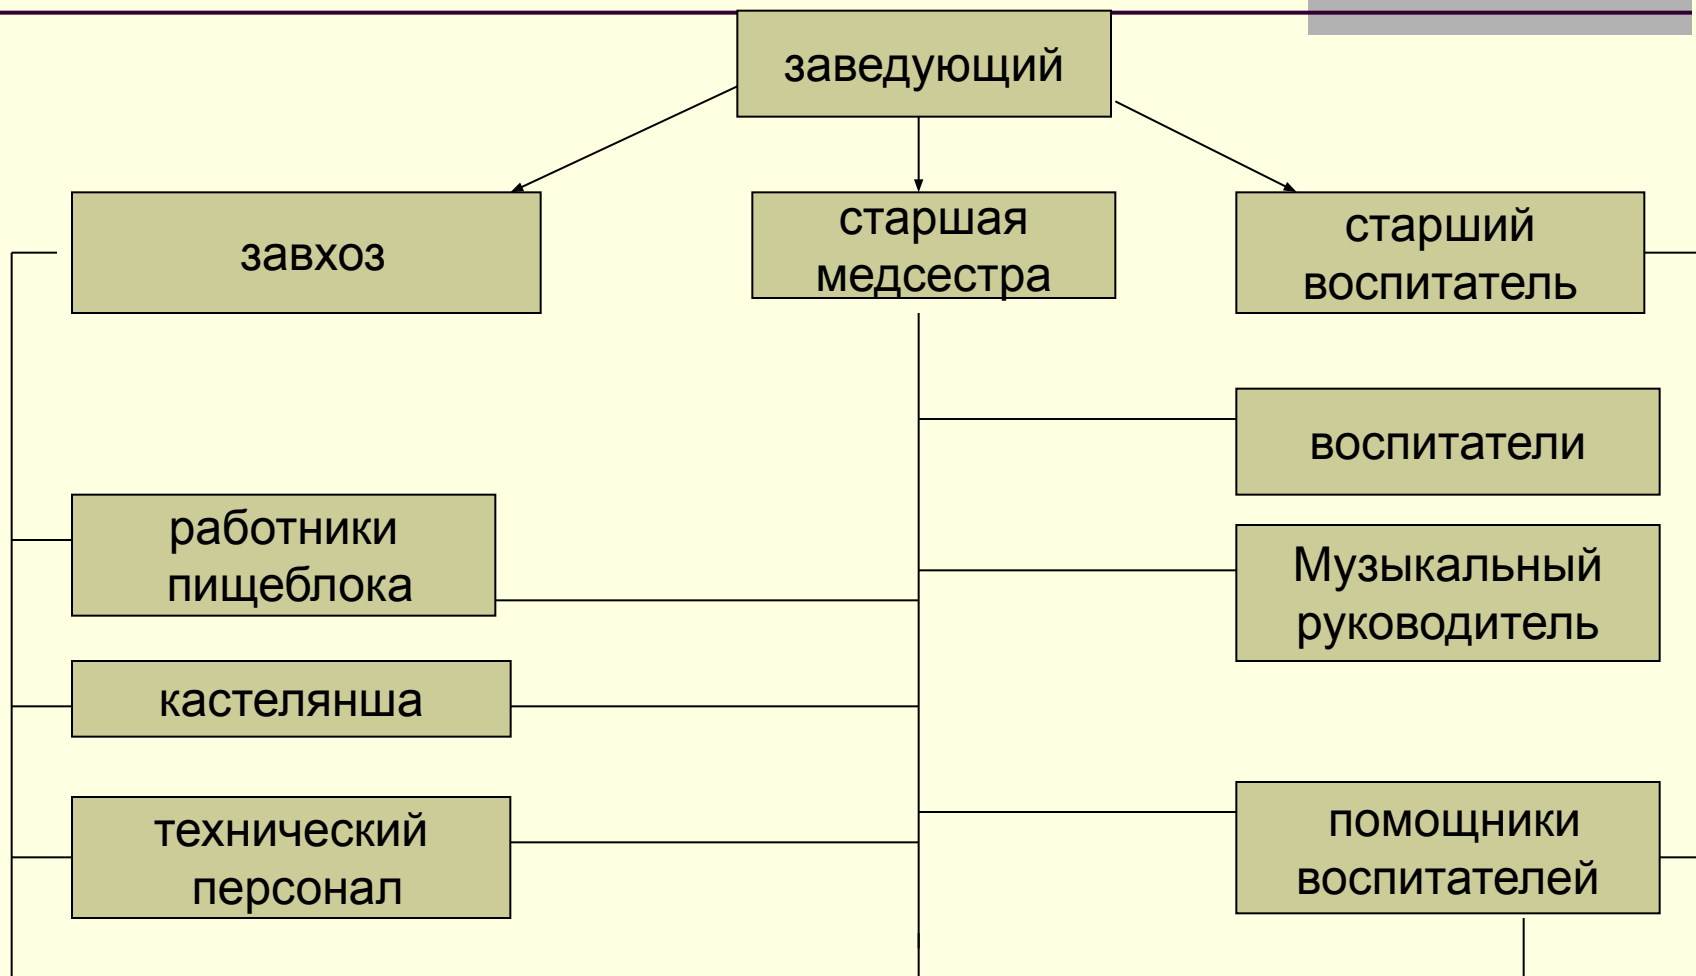 заведующий
завхоз
старшая
медсестра
старший
воспитатель
воспитатели
работники
пищеблока
Музыкальный
руководитель
кастелянша
технический
персонал
помощники
воспитателей